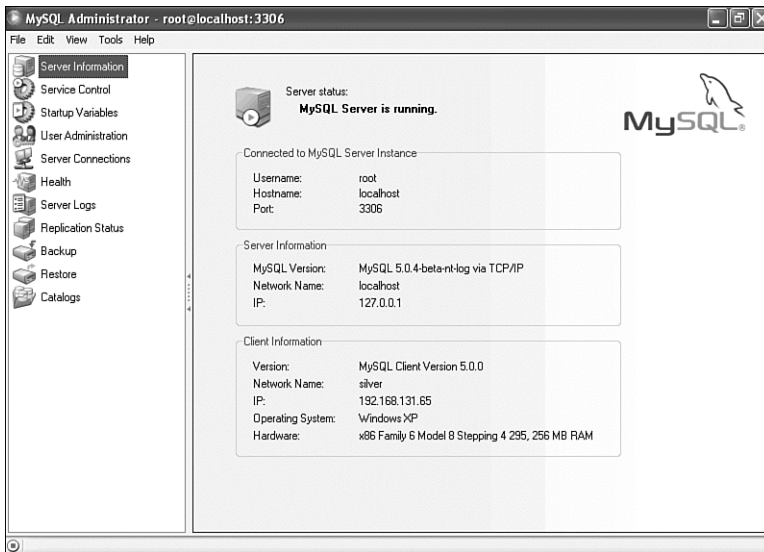 MySQL Administrator - root@localhost:3306
File Edit View Tools Help
Server Information
Service Control
Startup Variables
User Administration
Server Connections
Health
Server Logs
Replication Status
Backup
Restore
Catalogs
Server status:
MySQL Server is running.
MySQL®
Connected to MySQL Server Instance
Username: root
Hostname: localhost
Port: 3306
Server Information
MySQL Version: MySQL 5.0.4-beta-nt-log via TCP/IP
Network Name: localhost
IP: 127.0.0.1
Client Information
Version: MySQL Client Version 5.0.0
Network Name: silver
IP: 192.168.131.65
Operating System: Windows XP
Hardware: x86 Family 6 Model 8 Stepping 4 295, 256 MB RAM